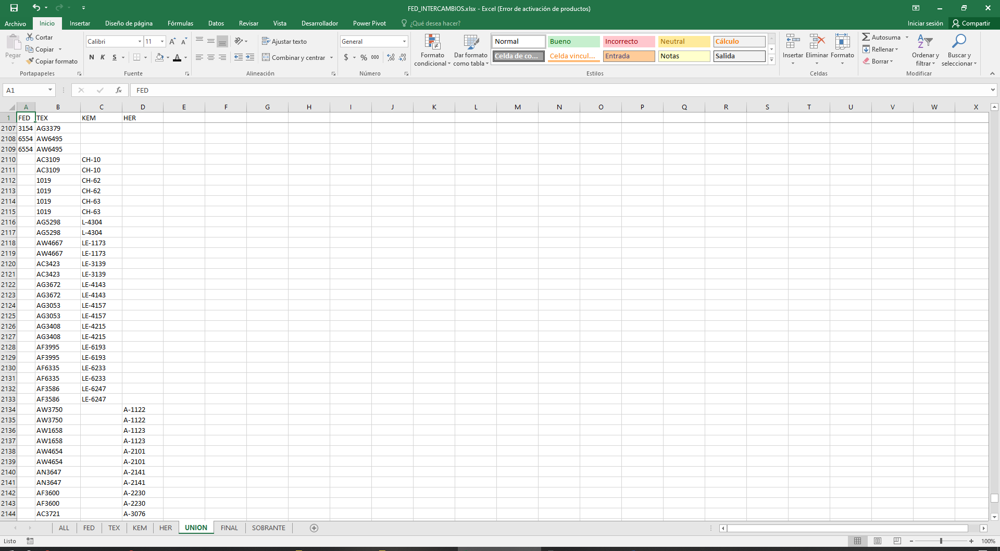 FED_INTERCAMBIOS.xlsx - Excel (Error de activación de productos)
Archivo Inicio Insertar Diseño de página Fórmulas Datos Revisar Vista Desarrollador Power Pivot ¿Qué desea hacer? Iniciar sesión Compartir
Pegar
Cortar
Copiar
Copiar formato
Portapapeles
Calibri 11
N K S
A A A
Fuente
Ajustar texto
Combinar y centrar
Alineación
General
$ % 000
Número
Formato condicional
Dar formato como tabla
Normal Bueno Incorrecto Neutral Cálculo
Celda de co... Celda vincul... Entrada Notas Salida
Estilos
Insertar Eliminar Formato
Celdas
Autosuma
Rellenar
Borrar
Ordenar y filtrar
Buscar y seleccionar
Modificar
A1 fx FED
A B C D E F G H I J K L M N O P Q R S T U V W X
1 FED TEX KEM HER
2107 3154 AG3379
2108 6554 AW6495
2109 6554 AW6495
2110 AC3109 CH-10
2111 AC3109 CH-10
2112 1019 CH-62
2113 1019 CH-62
2114 1019 CH-63
2115 1019 CH-63
2116 AG5298 L-4304
2117 AG5298 L-4304
2118 AW4667 LE-1173
2119 AW4667 LE-1173
2120 AC3423 LE-3139
2121 AC3423 LE-3139
2122 AG3672 LE-4143
2123 AG3672 LE-4143
2124 AG3053 LE-4157
2125 AG3053 LE-4157
2126 AG3408 LE-4215
2127 AG3408 LE-4215
2128 AF3995 LE-6193
2129 AF3995 LE-6193
2130 AF6335 LE-6233
2131 AF6335 LE-6233
2132 AF3586 LE-6247
2133 AF3586 LE-6247
2134 AW3750 A-1122
2135 AW3750 A-1122
2136 AW1658 A-1123
2137 AW1658 A-1123
2138 AW4654 A-2101
2139 AW4654 A-2101
2140 AN3647 A-2141
2141 AN3647 A-2141
2142 AF3600 A-2230
2143 AF3600 A-2230
2144 AC3721 A-3076
ALL FED TEX KEM HER UNION FINAL SOBRANTE
Listo 100%